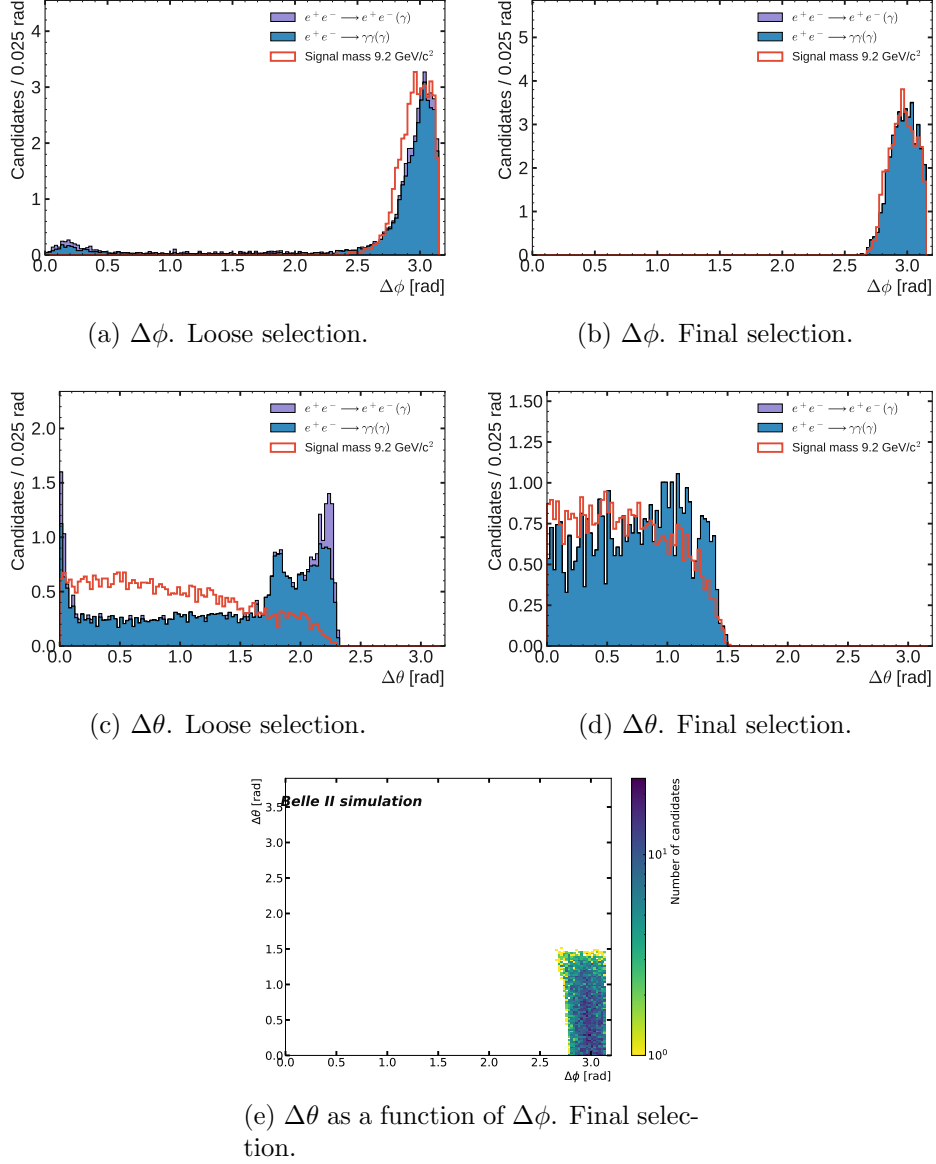 Candidates / 0.025 rad
4
3
2
1
0
e⁺e⁻ ⟶ e⁺e⁻(γ)
e⁺e⁻ ⟶ γγ(γ)
Signal mass 9.2 GeV/c²
0.0 0.5 1.0 1.5 2.0 2.5 3.0
Δϕ [rad]
(a) Δϕ. Loose selection.
Candidates / 0.025 rad
5
4
3
2
1
0
e⁺e⁻ ⟶ e⁺e⁻(γ)
e⁺e⁻ ⟶ γγ(γ)
Signal mass 9.2 GeV/c²
0.0 0.5 1.0 1.5 2.0 2.5 3.0
Δϕ [rad]
(b) Δϕ. Final selection.
Candidates / 0.025 rad
2.0
1.5
1.0
0.5
0.0
e⁺e⁻ ⟶ e⁺e⁻(γ)
e⁺e⁻ ⟶ γγ(γ)
Signal mass 9.2 GeV/c²
0.0 0.5 1.0 1.5 2.0 2.5 3.0
Δθ [rad]
(c) Δθ. Loose selection.
Candidates / 0.025 rad
1.50
1.25
1.00
0.75
0.50
0.25
0.00
e⁺e⁻ ⟶ e⁺e⁻(γ)
e⁺e⁻ ⟶ γγ(γ)
Signal mass 9.2 GeV/c²
0.0 0.5 1.0 1.5 2.0 2.5 3.0
Δθ [rad]
(d) Δθ. Final selection.
Δθ [rad]
Belle II simulation
3.5
3.0
2.5
2.0
1.5
1.0
0.5
0.0
0.0 0.5 1.0 1.5 2.0 2.5 3.0
Δϕ [rad]
10¹
10⁰
Number of candidates
(e) Δθ as a function of Δϕ. Final selec-
tion.